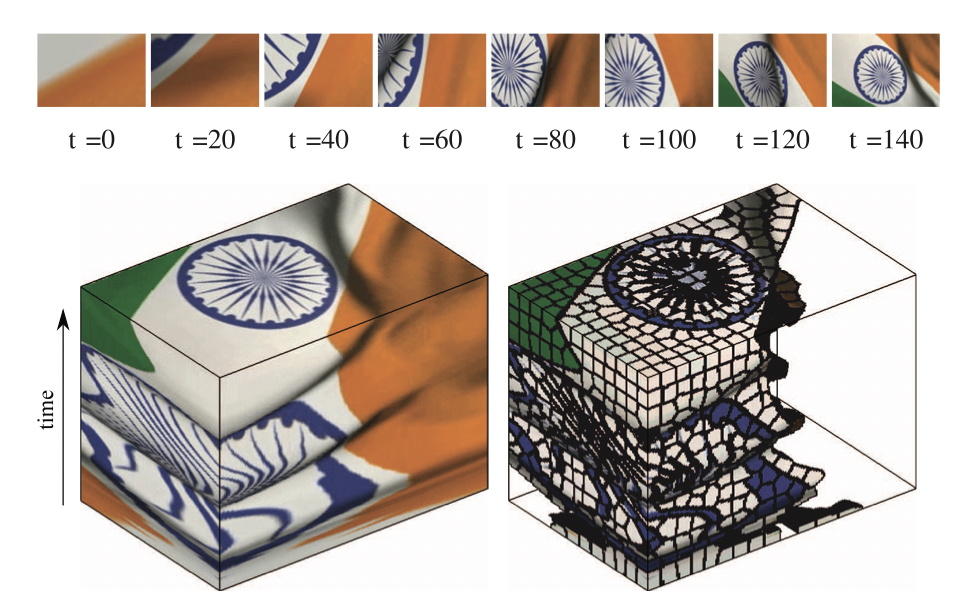 t =0 t =20 t =40 t =60 t =80 t =100 t =120 t =140
time